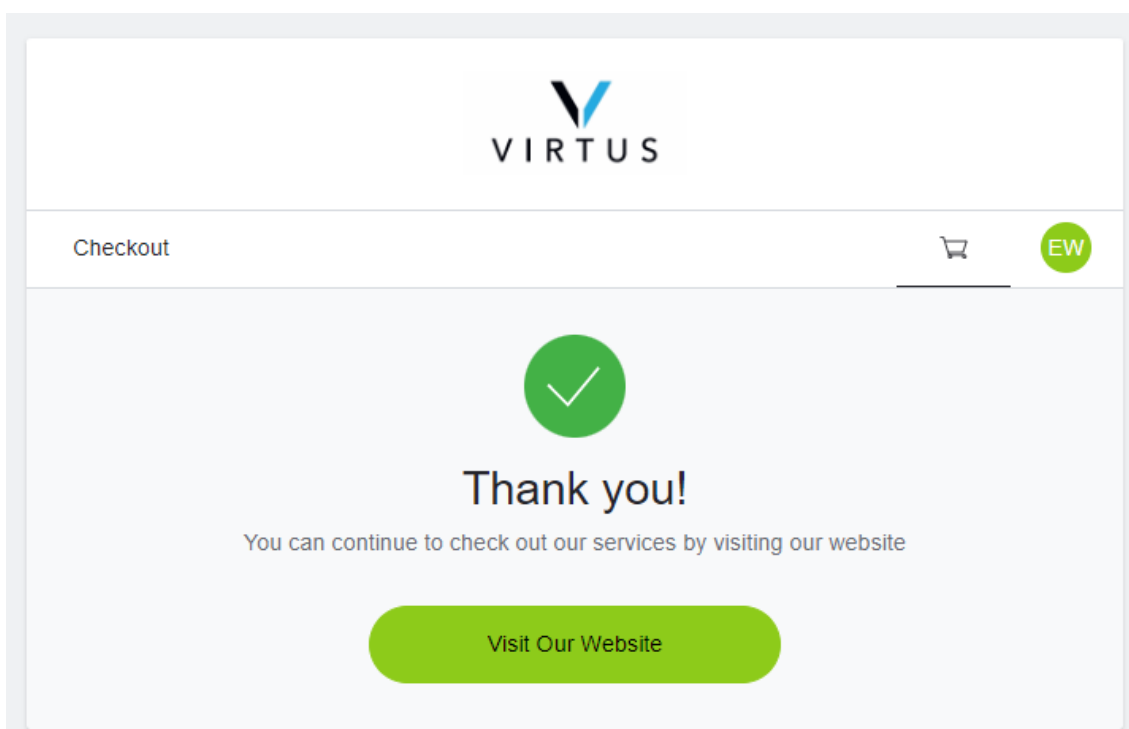 VIRTUS
Checkout
EW
Thank you!
You can continue to check out our services by visiting our website
Visit Our Website